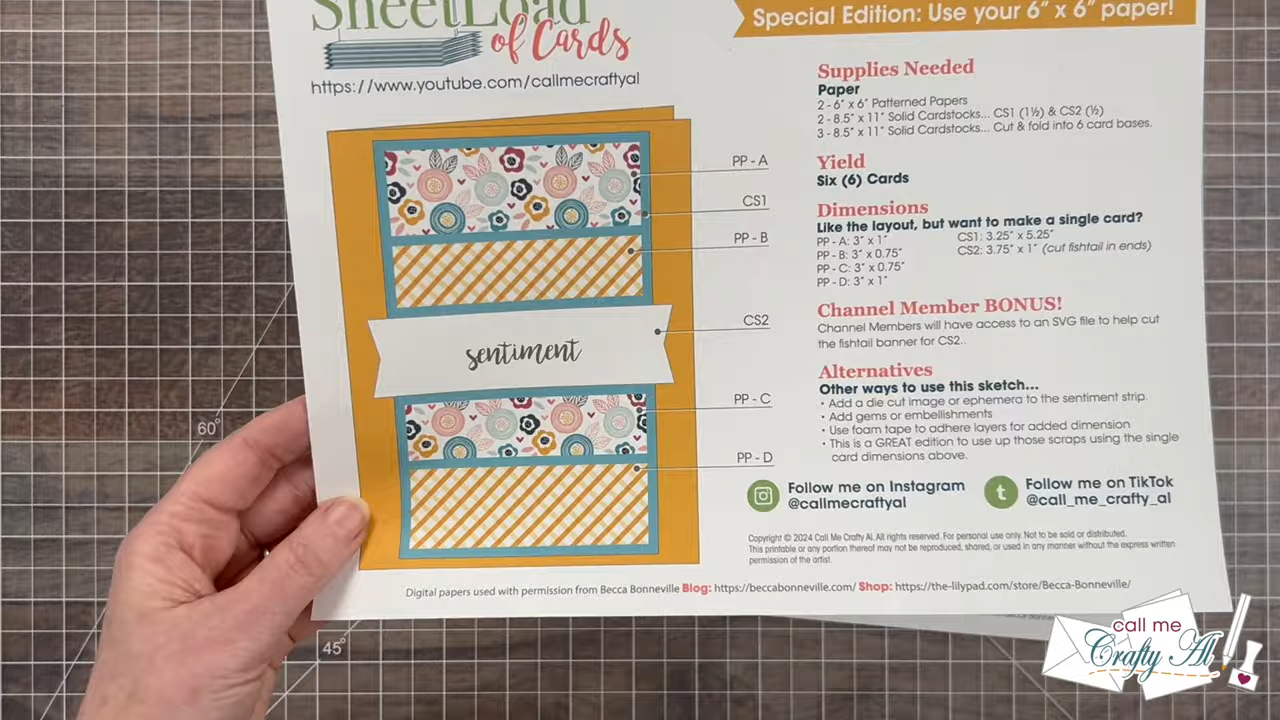 SheetLoad
of Cards
https://www.youtube.com/callmecraftyal
Special Edition: Use your 6" x 6" paper!
Supplies Needed
Paper
2 - 6" x 6" Patterned Papers
2 - 8.5" x 11" Solid Cardstocks... CS1 (1½) & CS2 (½)
3 - 8.5" x 11" Solid Cardstocks... Cut & fold into 6 card bases.
Yield
Six (6) Cards
Dimensions
Like the layout, but want to make a single card?
PP - A: 3" x 1" CS1: 3.25" x 5.25"
PP - B: 3" x 0.75" CS2: 3.75" x 1" (cut fishtail in ends)
PP - C: 3" x 0.75"
PP - D: 3" x 1"
Channel Member BONUS!
Channel Members will have access to an SVG file to help cut
the fishtail banner for CS2..
Alternatives
Other ways to use this sketch...
• Add a die cut image or ephemera to the sentiment strip.
• Add gems or embellishments
• Use foam tape to adhere layers for added dimension
• This is a GREAT edition to use up those scraps using the single
card dimensions above.
PP - A
CS1
PP - B
CS2
sentiment
PP - C
PP - D
Follow me on Instagram
@callmecraftyal
t
Follow me on TikTok
@call_me_crafty_al
Copyright © 2024 Call Me Crafty Al. For personal use only. Not to be sold or distributed.
This printable or any portion thereof may not be reproduced, shared, or used in any manner without the express written
permission of the artist.
Digital papers used with permission from Becca Bonneville Blog: https://beccabonneville.com/ Shop: https://the-lilypad.com/store/Becca-Bonneville/
60°
45°
call me
Crafty Al